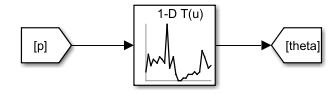 1-D T(u)
[p]
[theta]